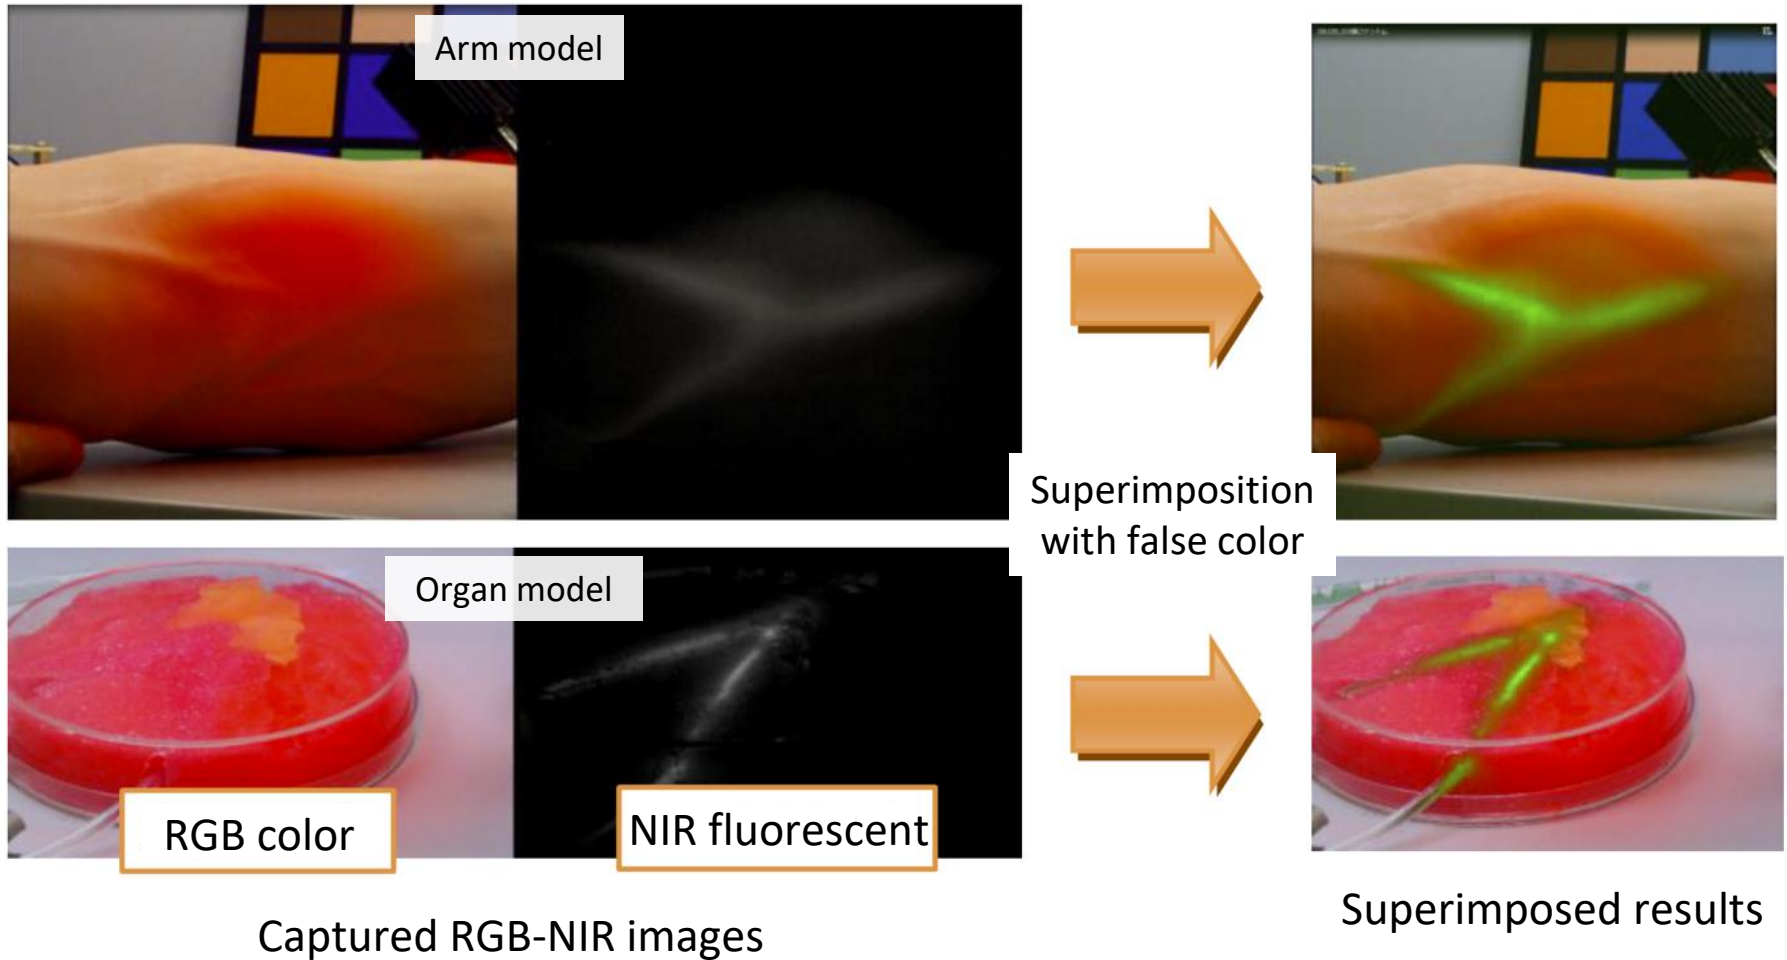 Arm model
Superimposition
with false color
Organ model
RGB color
NIR fluorescent
Captured RGB-NIR images
Superimposed results